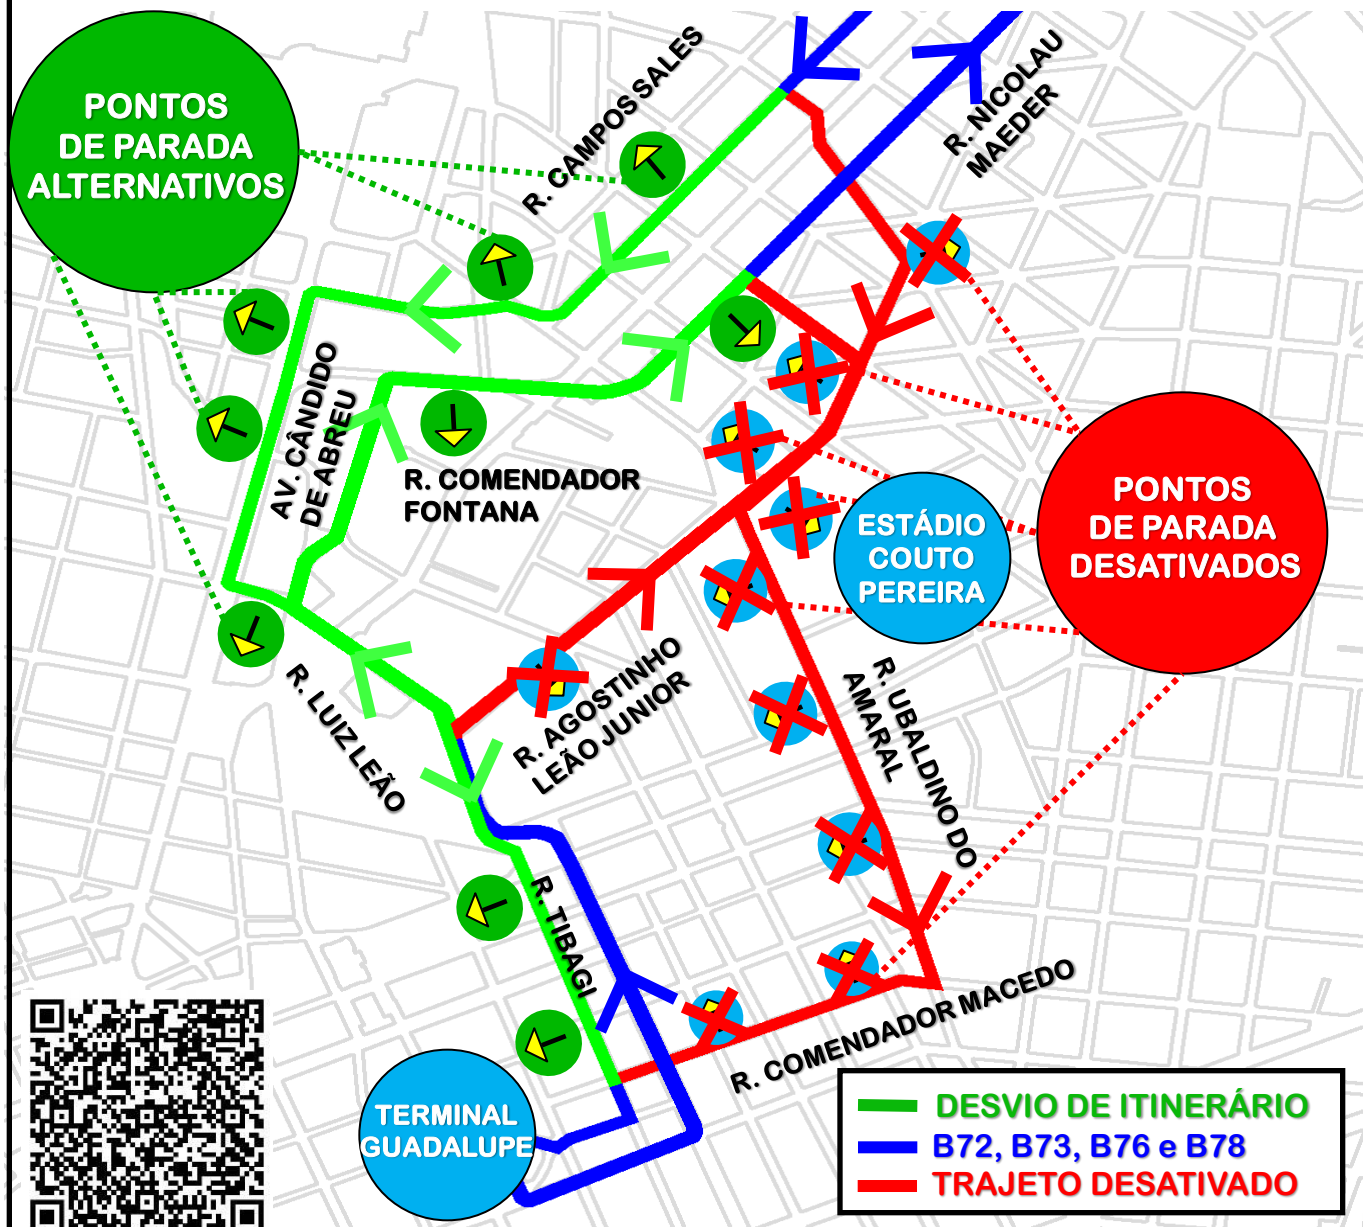 PONTOS
DE PARADA
ALTERNATIVOS
R. CAMPOS SALES
R. NICOLAU
MAEDER
AV. CÂNDIDO
DE ABREU
R. COMENDADOR
FONTANA
ESTÁDIO
COUTO
PEREIRA
PONTOS
DE PARADA
DESATIVADOS
R. LUIZ LEÃO
R. AGOSTINHO
LEÃO JUNIOR
R. UBALDINO DO
AMARAL
R. TIBAGI
R. COMENDADOR MACEDO
TERMINAL
GUADALUPE
DESVIO DE ITINERÁRIO
B72, B73, B76 e B78
TRAJETO DESATIVADO